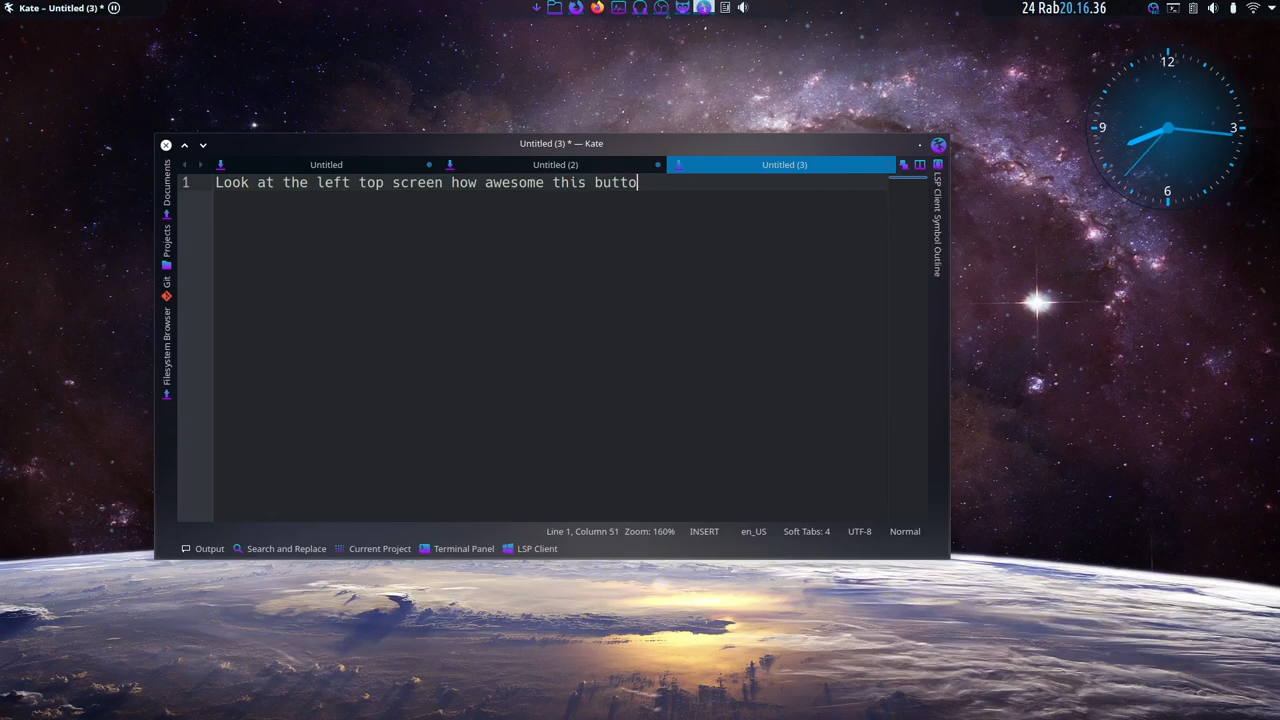 Kate – Untitled (3) *
24 Rab20.16.36
12
3
6
9
Untitled (3) * — Kate
Untitled
Untitled (2)
Untitled (3)
1 Look at the left top screen how awesome this butto
Documents
Projects
Git
Filesystem Browser
LSP Client Symbol Outline
Line 1, Column 51 Zoom: 160% INSERT en_US Soft Tabs: 4 UTF-8 Normal
Output Search and Replace Current Project Terminal Panel LSP Client